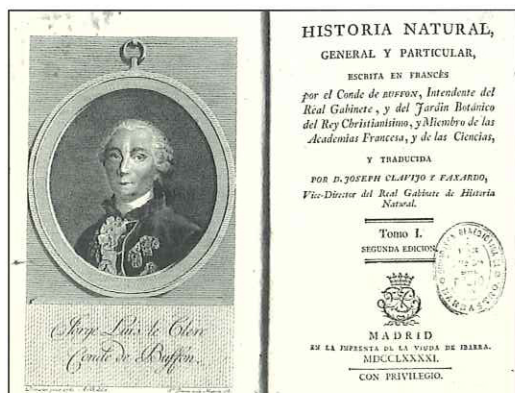 Jorge Luis le Clerc
Conde de Buffon.
HISTORIA NATURAL,
GENERAL Y PARTICULAR,
ESCRITA EN FRANCÈS
por el Conde de BUFFON, Intendente del
Real Gabinete, y del Jardin Botánico
del Rey Christianisimo, y Miembro de las
Academias Francesa, y de las Ciencias,
Y TRADUCIDA
POR D. JOSEPH CLAVIJO Y FAXARDO,
Vice-Director del Real Gabinete de Historia
Natural.
Tomo I.
SEGUNDA EDICION
MADRID
EN LA IMPRENTA DE LA VIUDA DE IBARRA.
MDCCLXXXXI.
CON PRIVILEGIO.